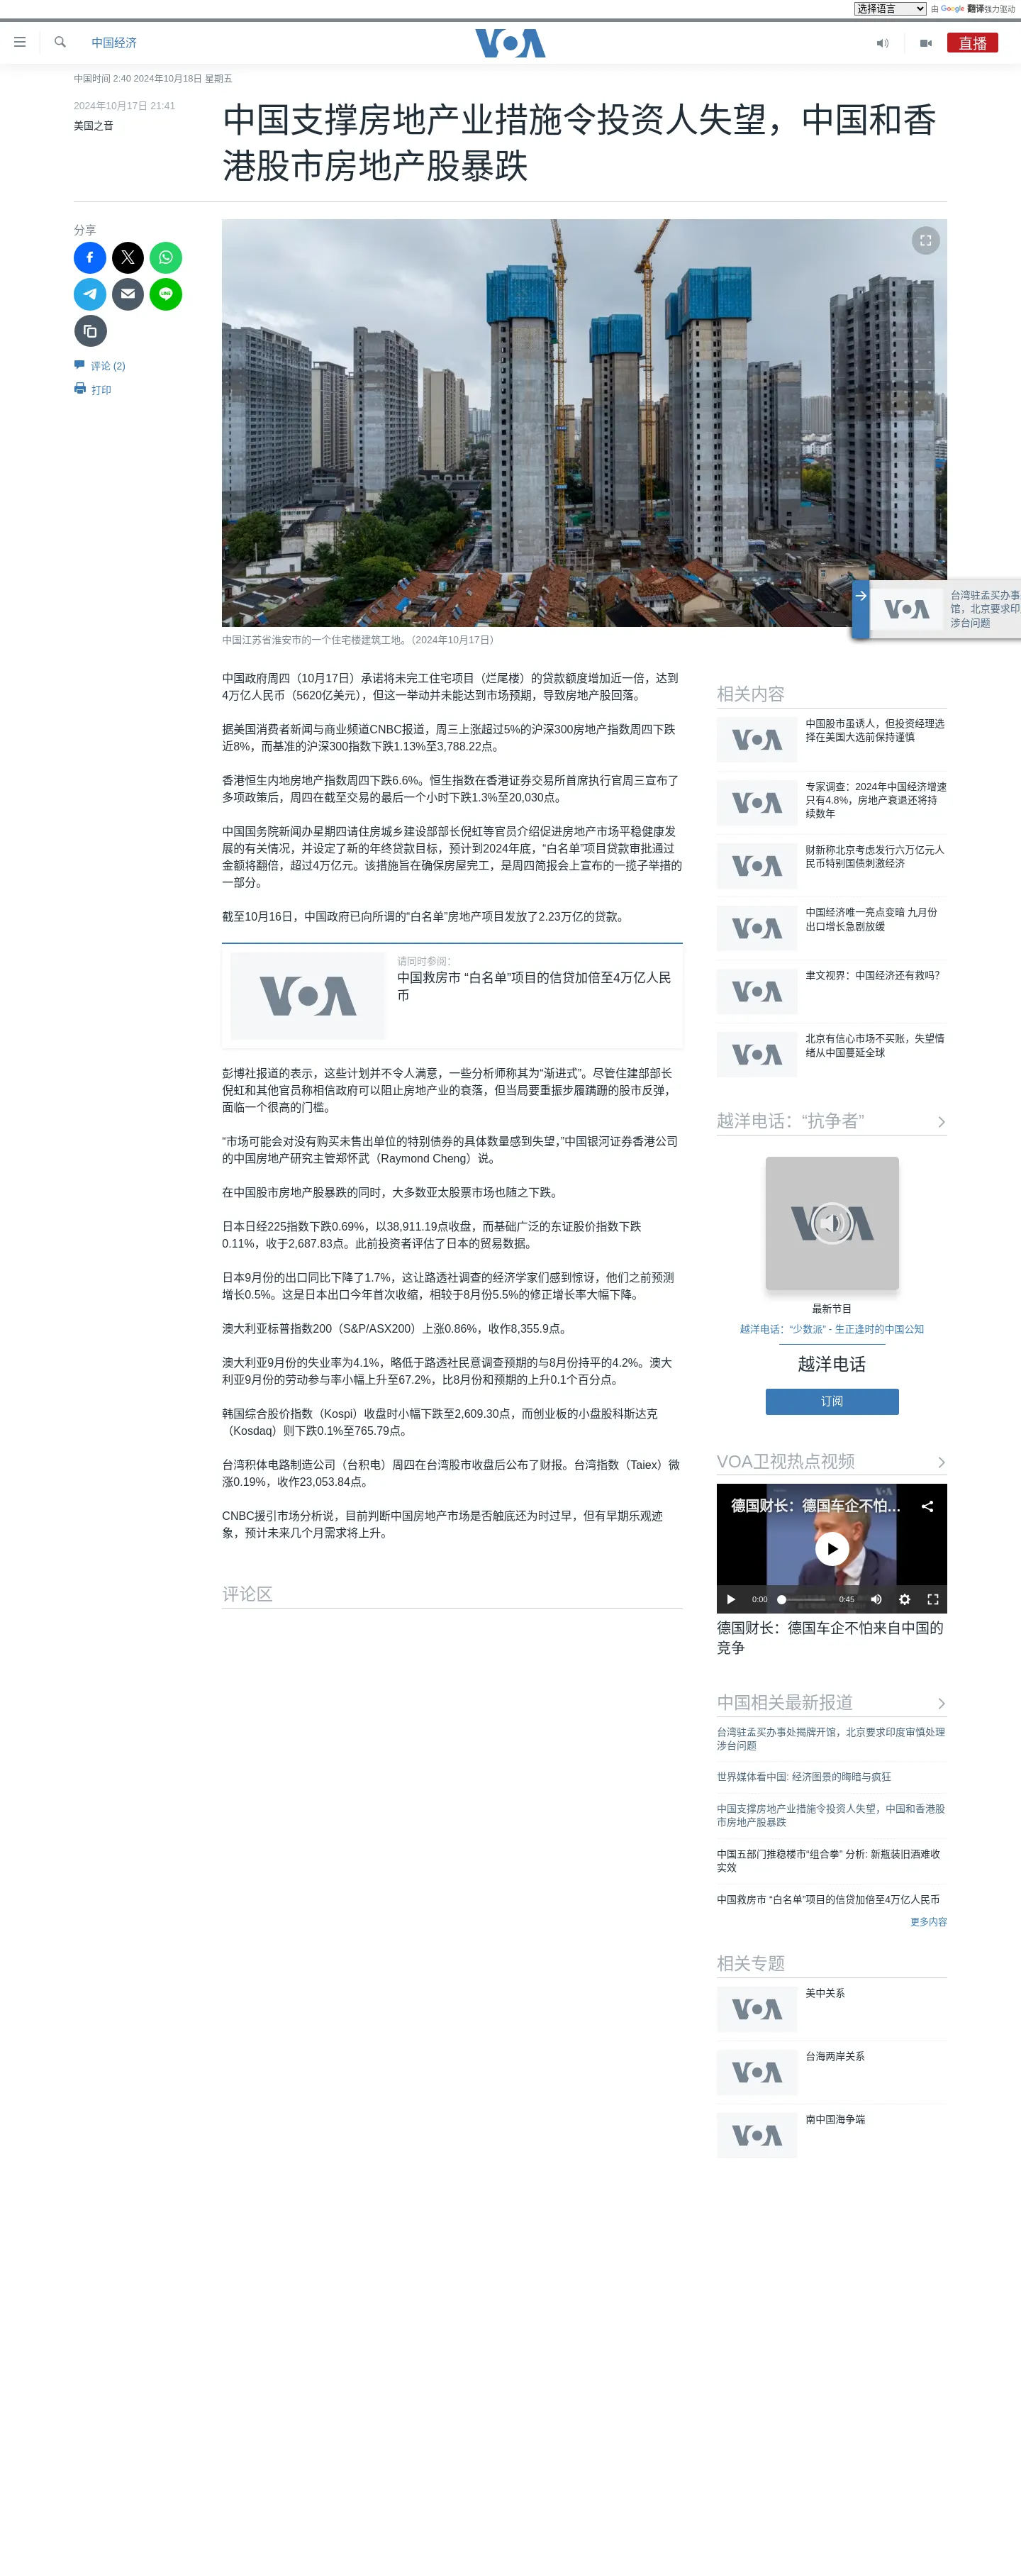 选择语言
由 Google 翻译强力驱动
中国经济
VOA
直播
中国时间 2:40 2024年10月18日 星期五
2024年10月17日 21:41
美国之音
中国支撑房地产业措施令投资人失望，中国和香
港股市房地产股暴跌
分享
评论 (2)
打印
中国江苏省淮安市的一个住宅楼建筑工地。（2024年10月17日）
台湾驻孟买办事
馆，北京要求印
涉台问题
中国政府周四（10月17日）承诺将未完工住宅项目（烂尾楼）的贷款额度增加近一倍，达到
4万亿人民币（5620亿美元），但这一举动并未能达到市场预期，导致房地产股回落。
据美国消费者新闻与商业频道CNBC报道，周三上涨超过5%的沪深300房地产指数周四下跌
近8%，而基准的沪深300指数下跌1.13%至3,788.22点。
香港恒生内地房地产指数周四下跌6.6%。恒生指数在香港证券交易所首席执行官周三宣布了
多项政策后，周四在截至交易的最后一个小时下跌1.3%至20,030点。
中国国务院新闻办星期四请住房城乡建设部部长倪虹等官员介绍促进房地产市场平稳健康发
展的有关情况，并设定了新的年终贷款目标，预计到2024年底，“白名单”项目贷款审批通过
金额将翻倍，超过4万亿元。该措施旨在确保房屋完工，是周四简报会上宣布的一揽子举措的
一部分。
截至10月16日，中国政府已向所谓的“白名单”房地产项目发放了2.23万亿的贷款。
VOA
请同时参阅：
中国救房市 “白名单”项目的信贷加倍至4万亿人民
币
彭博社报道的表示，这些计划并不令人满意，一些分析师称其为“渐进式”。尽管住建部部长
倪虹和其他官员称相信政府可以阻止房地产业的衰落，但当局要重振步履蹒跚的股市反弹，
面临一个很高的门槛。
“市场可能会对没有购买未售出单位的特别债券的具体数量感到失望，”中国银河证券香港公司
的中国房地产研究主管郑怀武（Raymond Cheng）说。
在中国股市房地产股暴跌的同时，大多数亚太股票市场也随之下跌。
日本日经225指数下跌0.69%，以38,911.19点收盘，而基础广泛的东证股价指数下跌
0.11%，收于2,687.83点。此前投资者评估了日本的贸易数据。
日本9月份的出口同比下降了1.7%，这让路透社调查的经济学家们感到惊讶，他们之前预测
增长0.5%。这是日本出口今年首次收缩，相较于8月份5.5%的修正增长率大幅下降。
澳大利亚标普指数200（S&P/ASX200）上涨0.86%，收作8,355.9点。
澳大利亚9月份的失业率为4.1%，略低于路透社民意调查预期的与8月份持平的4.2%。澳大
利亚9月份的劳动参与率小幅上升至67.2%，比8月份和预期的上升0.1个百分点。
韩国综合股价指数（Kospi）收盘时小幅下跌至2,609.30点，而创业板的小盘股科斯达克
（Kosdaq）则下跌0.1%至765.79点。
台湾积体电路制造公司（台积电）周四在台湾股市收盘后公布了财报。台湾指数（Taiex）微
涨0.19%，收作23,053.84点。
CNBC援引市场分析说，目前判断中国房地产市场是否触底还为时过早，但有早期乐观迹
象，预计未来几个月需求将上升。
评论区
相关内容
中国股市虽诱人，但投资经理选
择在美国大选前保持谨慎
专家调查：2024年中国经济增速
只有4.8%，房地产衰退还将持
续数年
财新称北京考虑发行六万亿元人
民币特别国债刺激经济
中国经济唯一亮点变暗 九月份
出口增长急剧放缓
聿文视界：中国经济还有救吗？
北京有信心市场不买账，失望情
绪从中国蔓延全球
越洋电话：“抗争者”
最新节目
越洋电话：“少数派” - 生正逢时的中国公知
越洋电话
订阅
VOA卫视热点视频
德国财长：德国车企不怕...
0:00
0:45
德国财长：德国车企不怕来自中国的
竞争
中国相关最新报道
台湾驻孟买办事处揭牌开馆，北京要求印度审慎处理
涉台问题
世界媒体看中国: 经济图景的晦暗与疯狂
中国支撑房地产业措施令投资人失望，中国和香港股
市房地产股暴跌
中国五部门推稳楼市“组合拳” 分析: 新瓶装旧酒难收
实效
中国救房市 “白名单”项目的信贷加倍至4万亿人民币
更多内容
相关专题
美中关系
台海两岸关系
南中国海争端